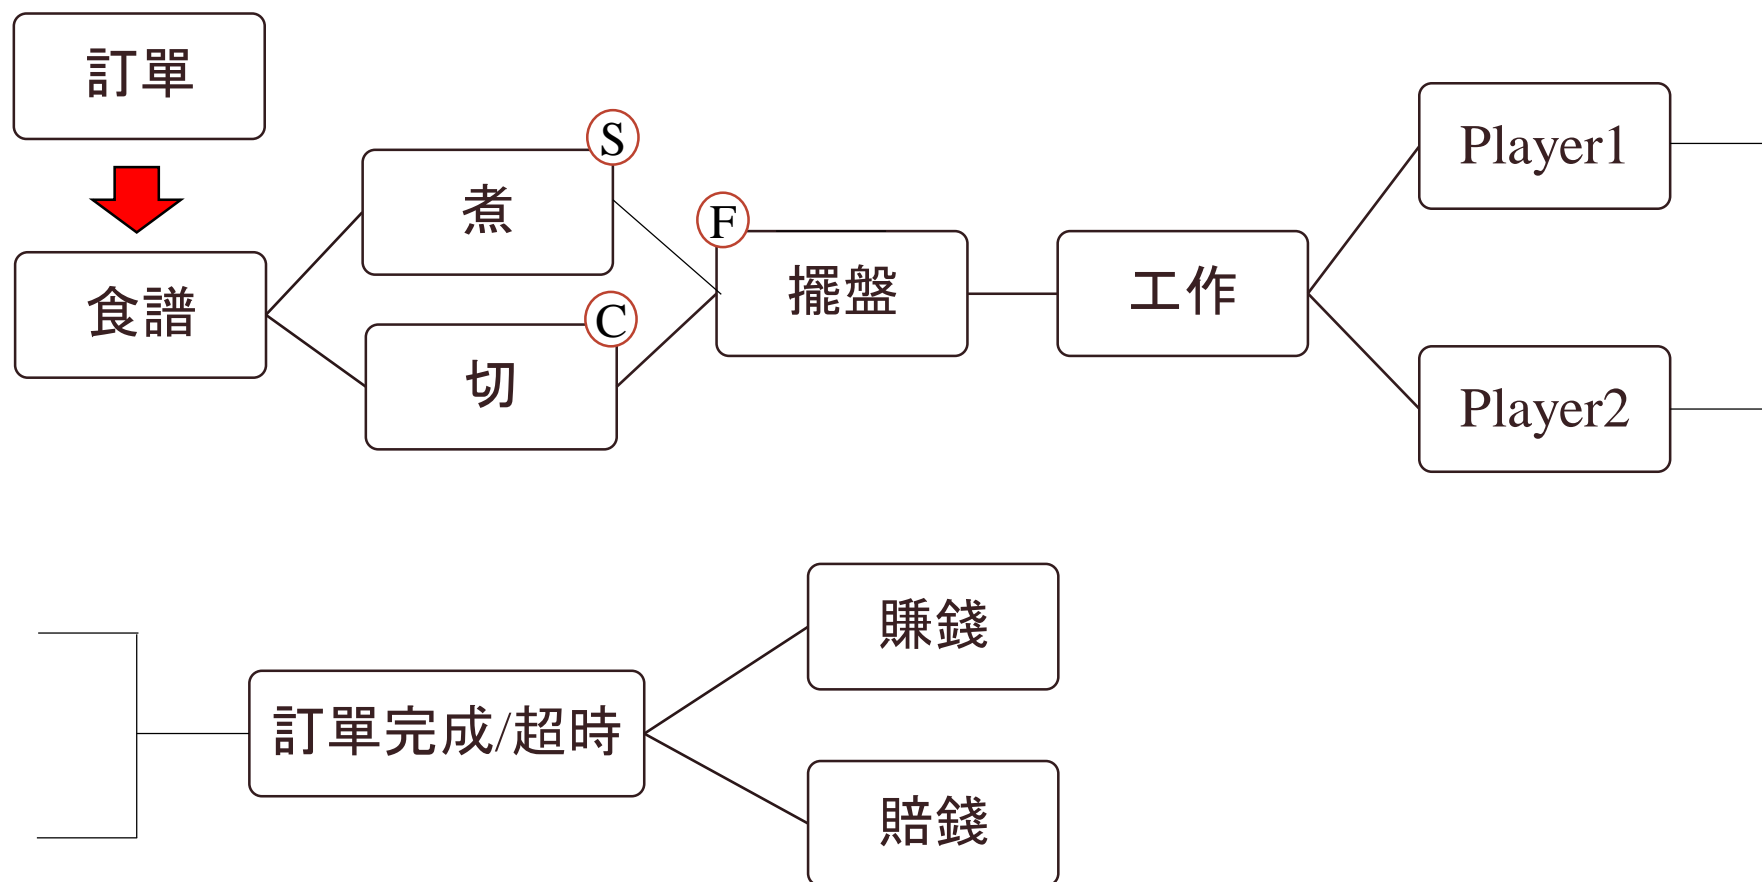 訂單
食譜
煮
S
切
C
F
擺盤
工作
Player1
Player2
訂單完成/超時
賺錢
賠錢